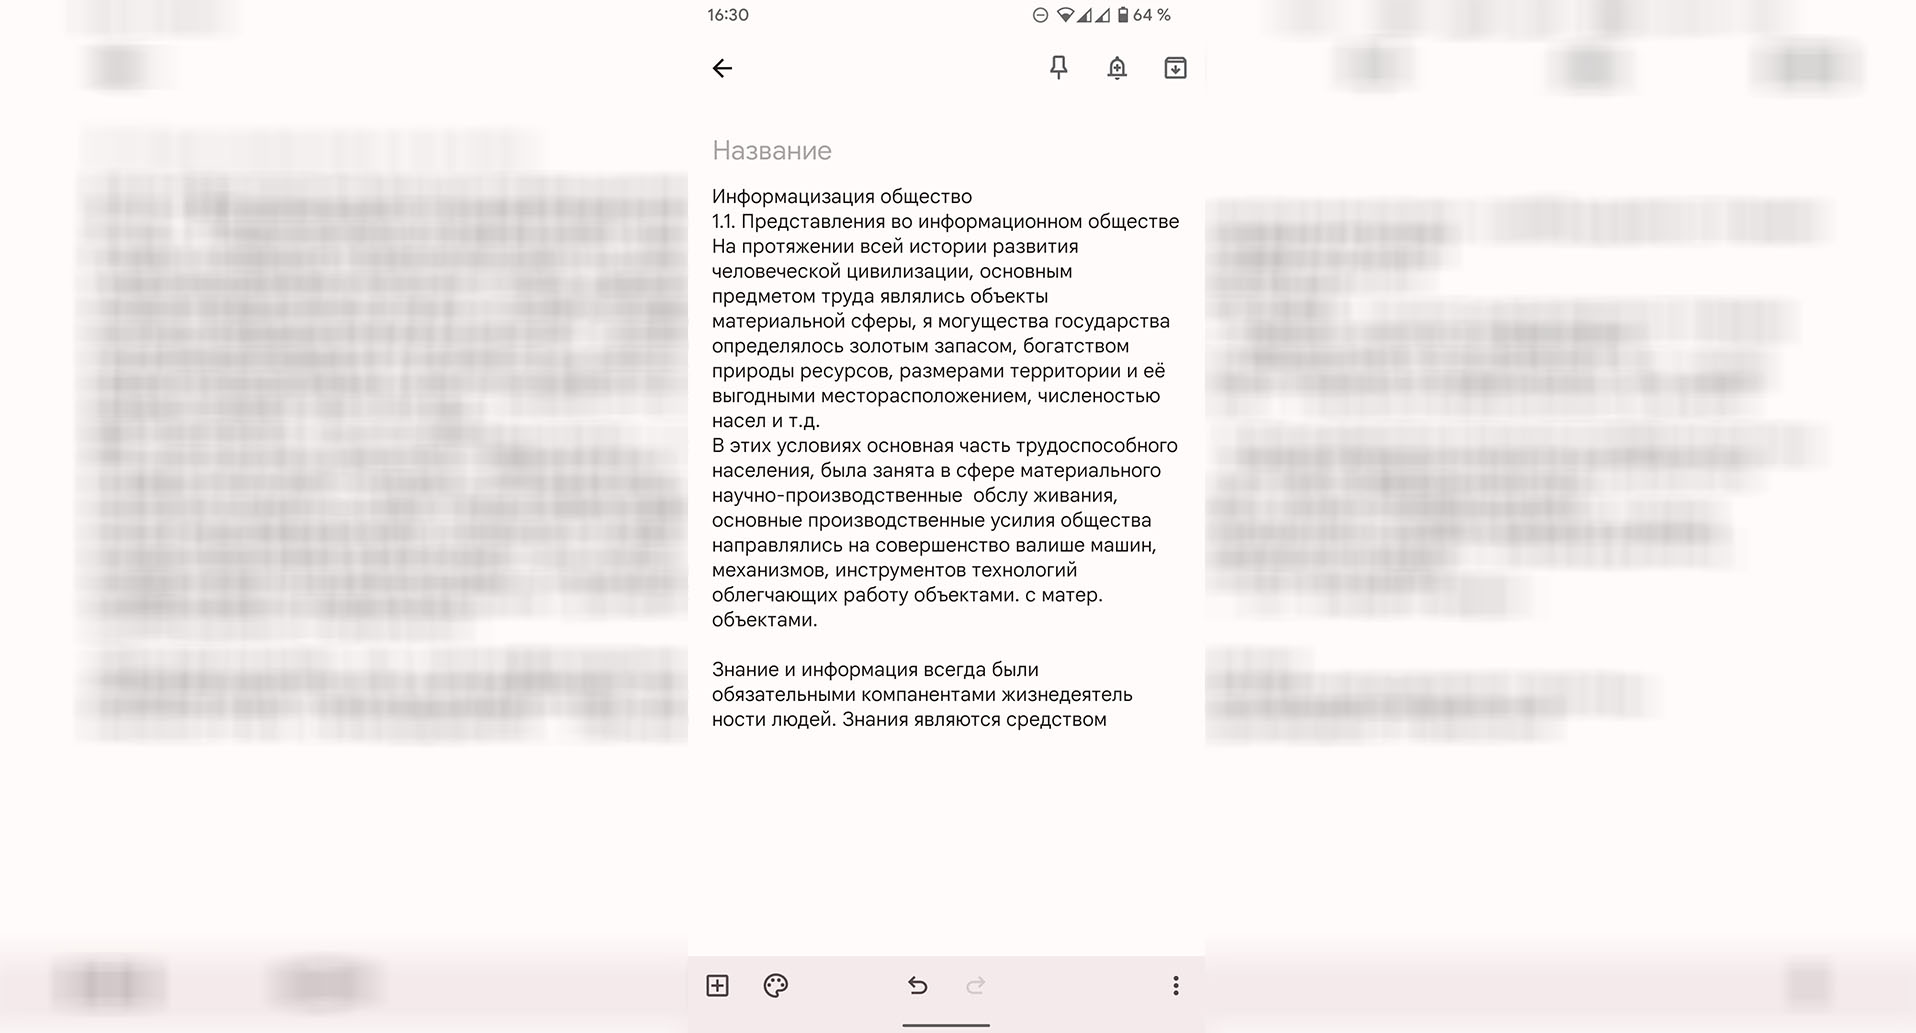 16:30
64 %
Название
Информацизация общество
1.1. Представления во информационном обществе
На протяжении всей истории развития
человеческой цивилизации, основным
предметом труда являлись объекты
материальной сферы, я могущества государства
определялось золотым запасом, богатством
природы ресурсов, размерами территории и её
выгодными месторасположением, численостью
насел и т.д.
В этих условиях основная часть трудоспособного
населения, была занята в сфере материального
научно-производственные  обслу живания,
основные производственные усилия общества
направлялись на совершенство валише машин,
механизмов, инструментов технологий
облегчающих работу объектами. с матер.
объектами.
Знание и информация всегда были
обязательными компанентами жизнедеятель
ности людей. Знания являются средством